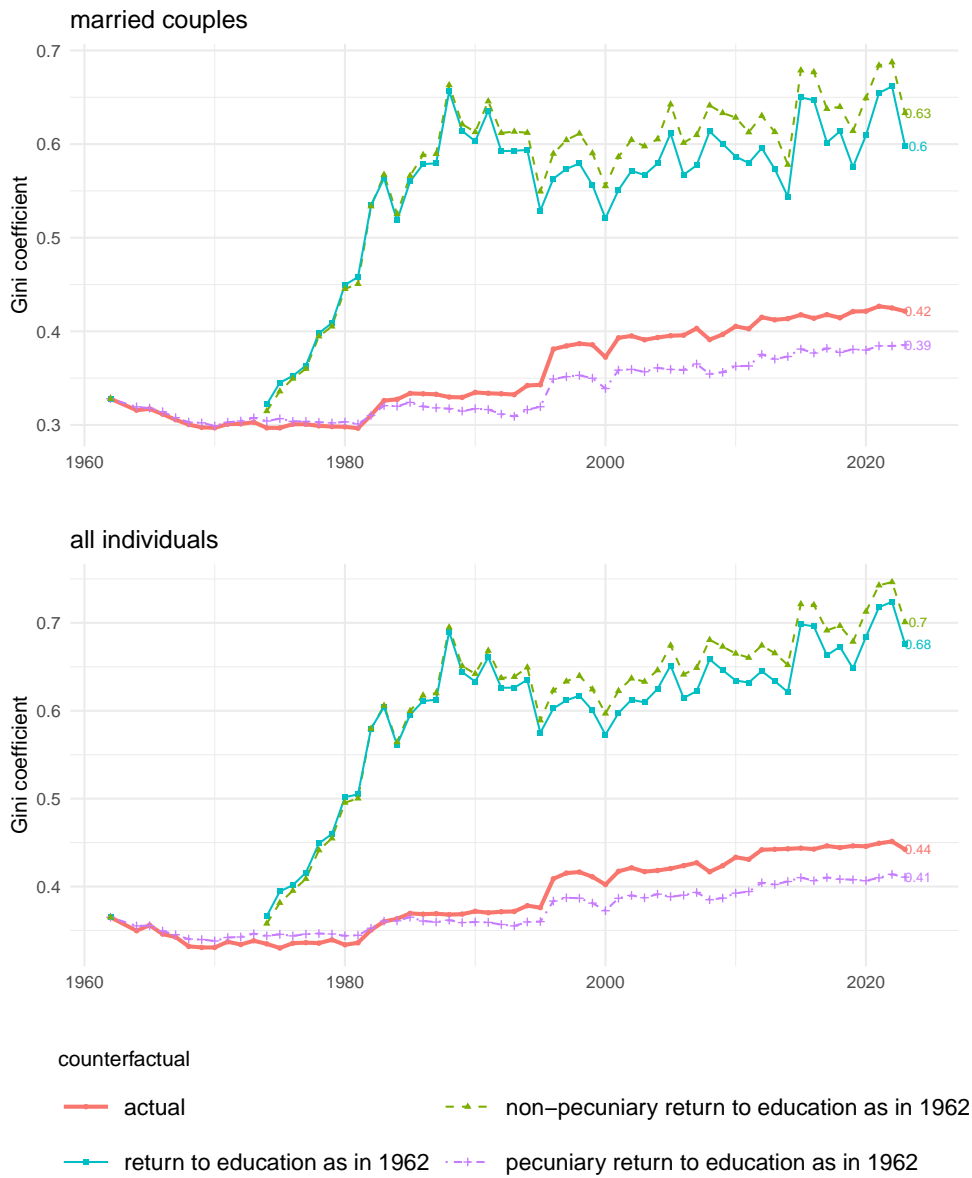 married couples
0.7
0.6
0.5
0.4
0.3
Gini coefficient
0.63
0.6
0.42
0.39
1960
1980
2000
2020
all individuals
0.7
0.6
0.5
0.4
Gini coefficient
0.7
0.68
0.44
0.41
1960
1980
2000
2020
counterfactual
actual
non−pecuniary return to education as in 1962
return to education as in 1962
pecuniary return to education as in 1962